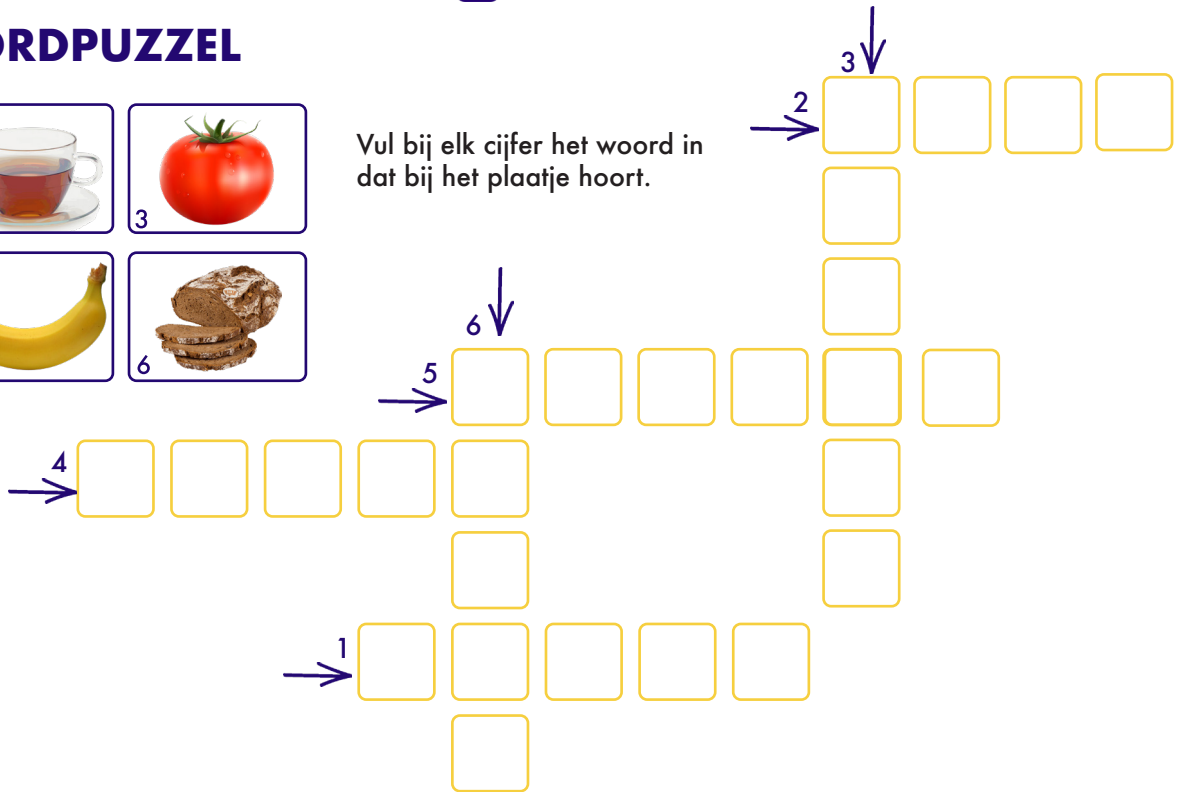 ORDPUZZEL
3
6
Vul bij elk cijfer het woord in
dat bij het plaatje hoort.
3
2
6
5
4
1